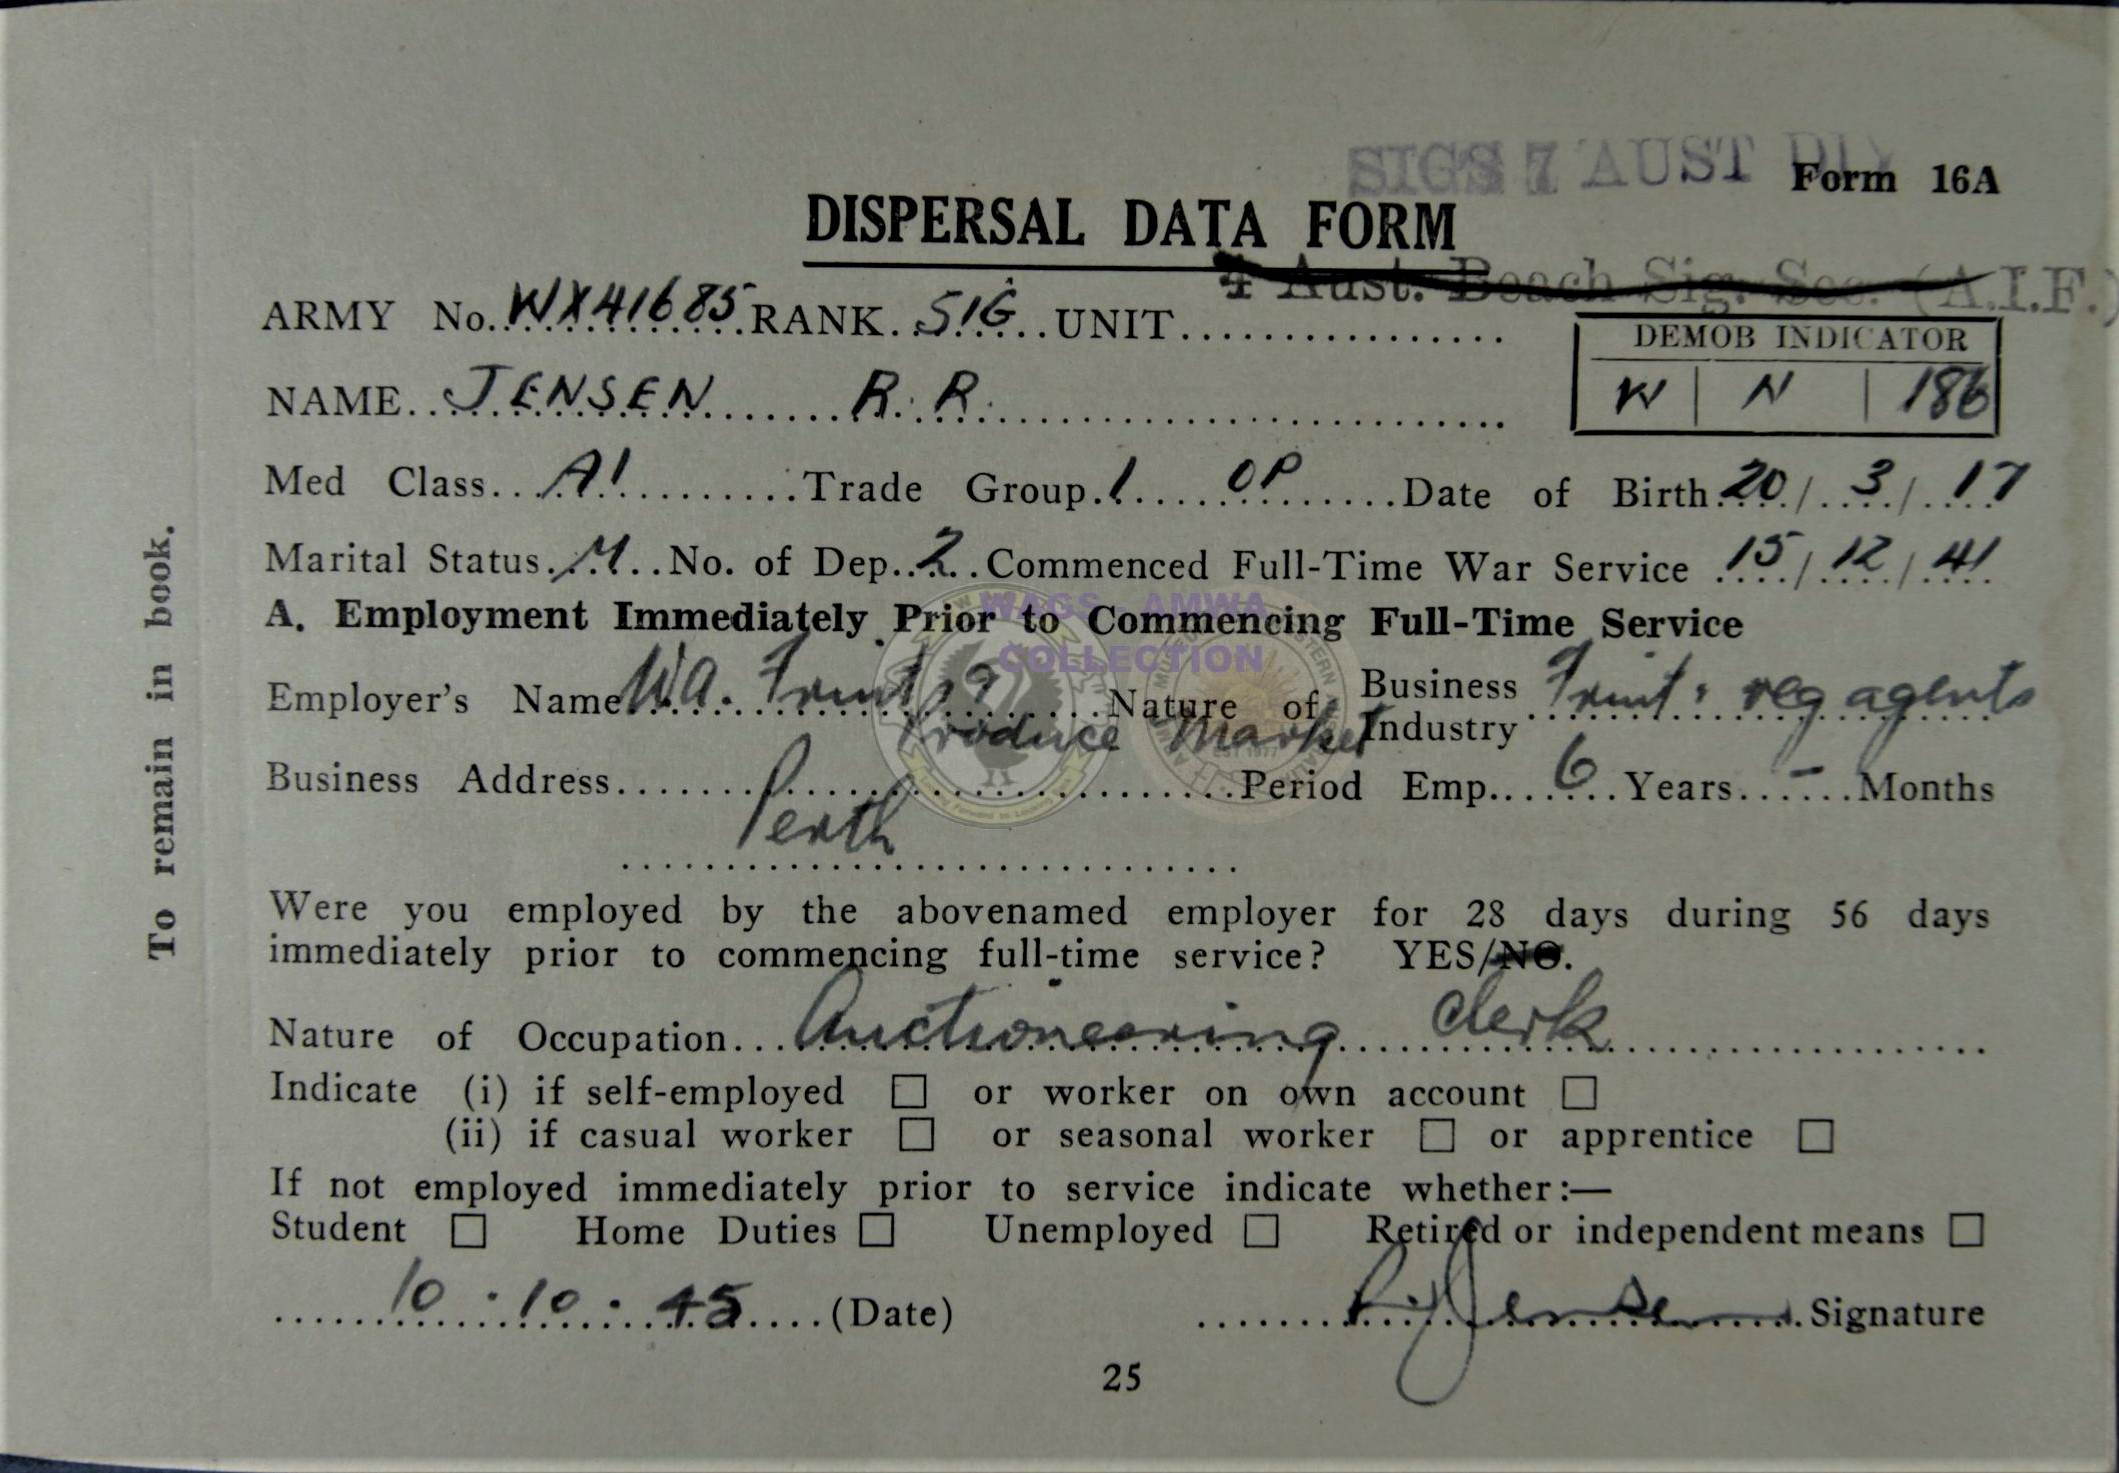 SIGS 7 AUST DIV
Form 16A
DISPERSAL DATA FORM
4 Aust. Beach Sig. Sec. (A.I.F.)
ARMY No. WX41685 RANK SIG UNIT
DEMOB INDICATOR
W | N | 186
NAME JENSEN R. R.
Med Class A1 Trade Group 1 OP Date of Birth 20/3/17
Marital Status M No. of Dep. 2 Commenced Full-Time War Service 15/12/41
A. Employment Immediately Prior to Commencing Full-Time Service
Employer's Name W.A. Fruit & Produce Market Nature of Business Industry Fruit & veg agents
Business Address Perth Period Emp. 6 Years - Months
Were you employed by the abovenamed employer for 28 days during 56 days
immediately prior to commencing full-time service? YES/NO.
Nature of Occupation Auctioneering Clerk
Indicate (i) if self-employed □ or worker on own account □
(ii) if casual worker □ or seasonal worker □ or apprentice □
If not employed immediately prior to service indicate whether:—
Student □ Home Duties □ Unemployed □ Retired or independent means □
10.10.45 (Date) R. Jensen Signature
25
To remain in book.
WAGS - AMWA
COLLECTION